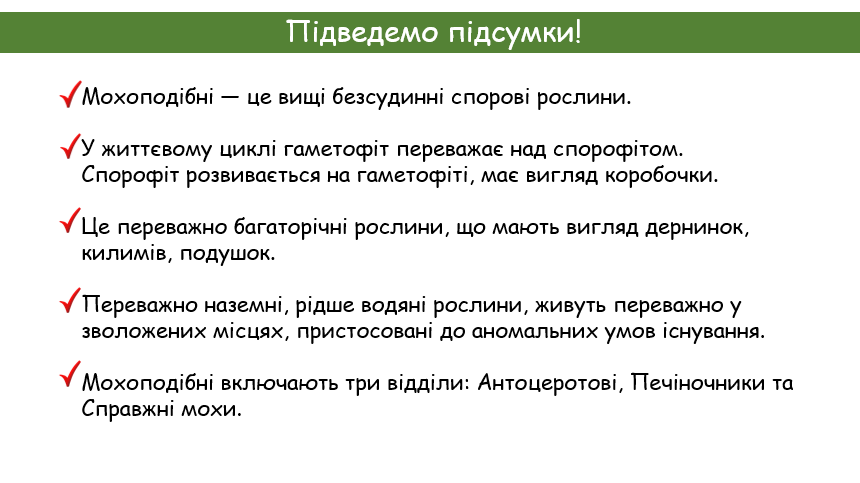 Підведемо підсумки!
Мохоподібні — це вищі безсудинні спорові рослини.
У життєвому циклі гаметофіт переважає над спорофітом.
Спорофіт розвивається на гаметофіті, має вигляд коробочки.
Це переважно багаторічні рослини, що мають вигляд дернинок,
килимів, подушок.
Переважно наземні, рідше водяні рослини, живуть переважно у
зволожених місцях, пристосовані до аномальних умов існування.
Мохоподібні включають три відділи: Антоцеротові, Печіночники та
Справжні мохи.